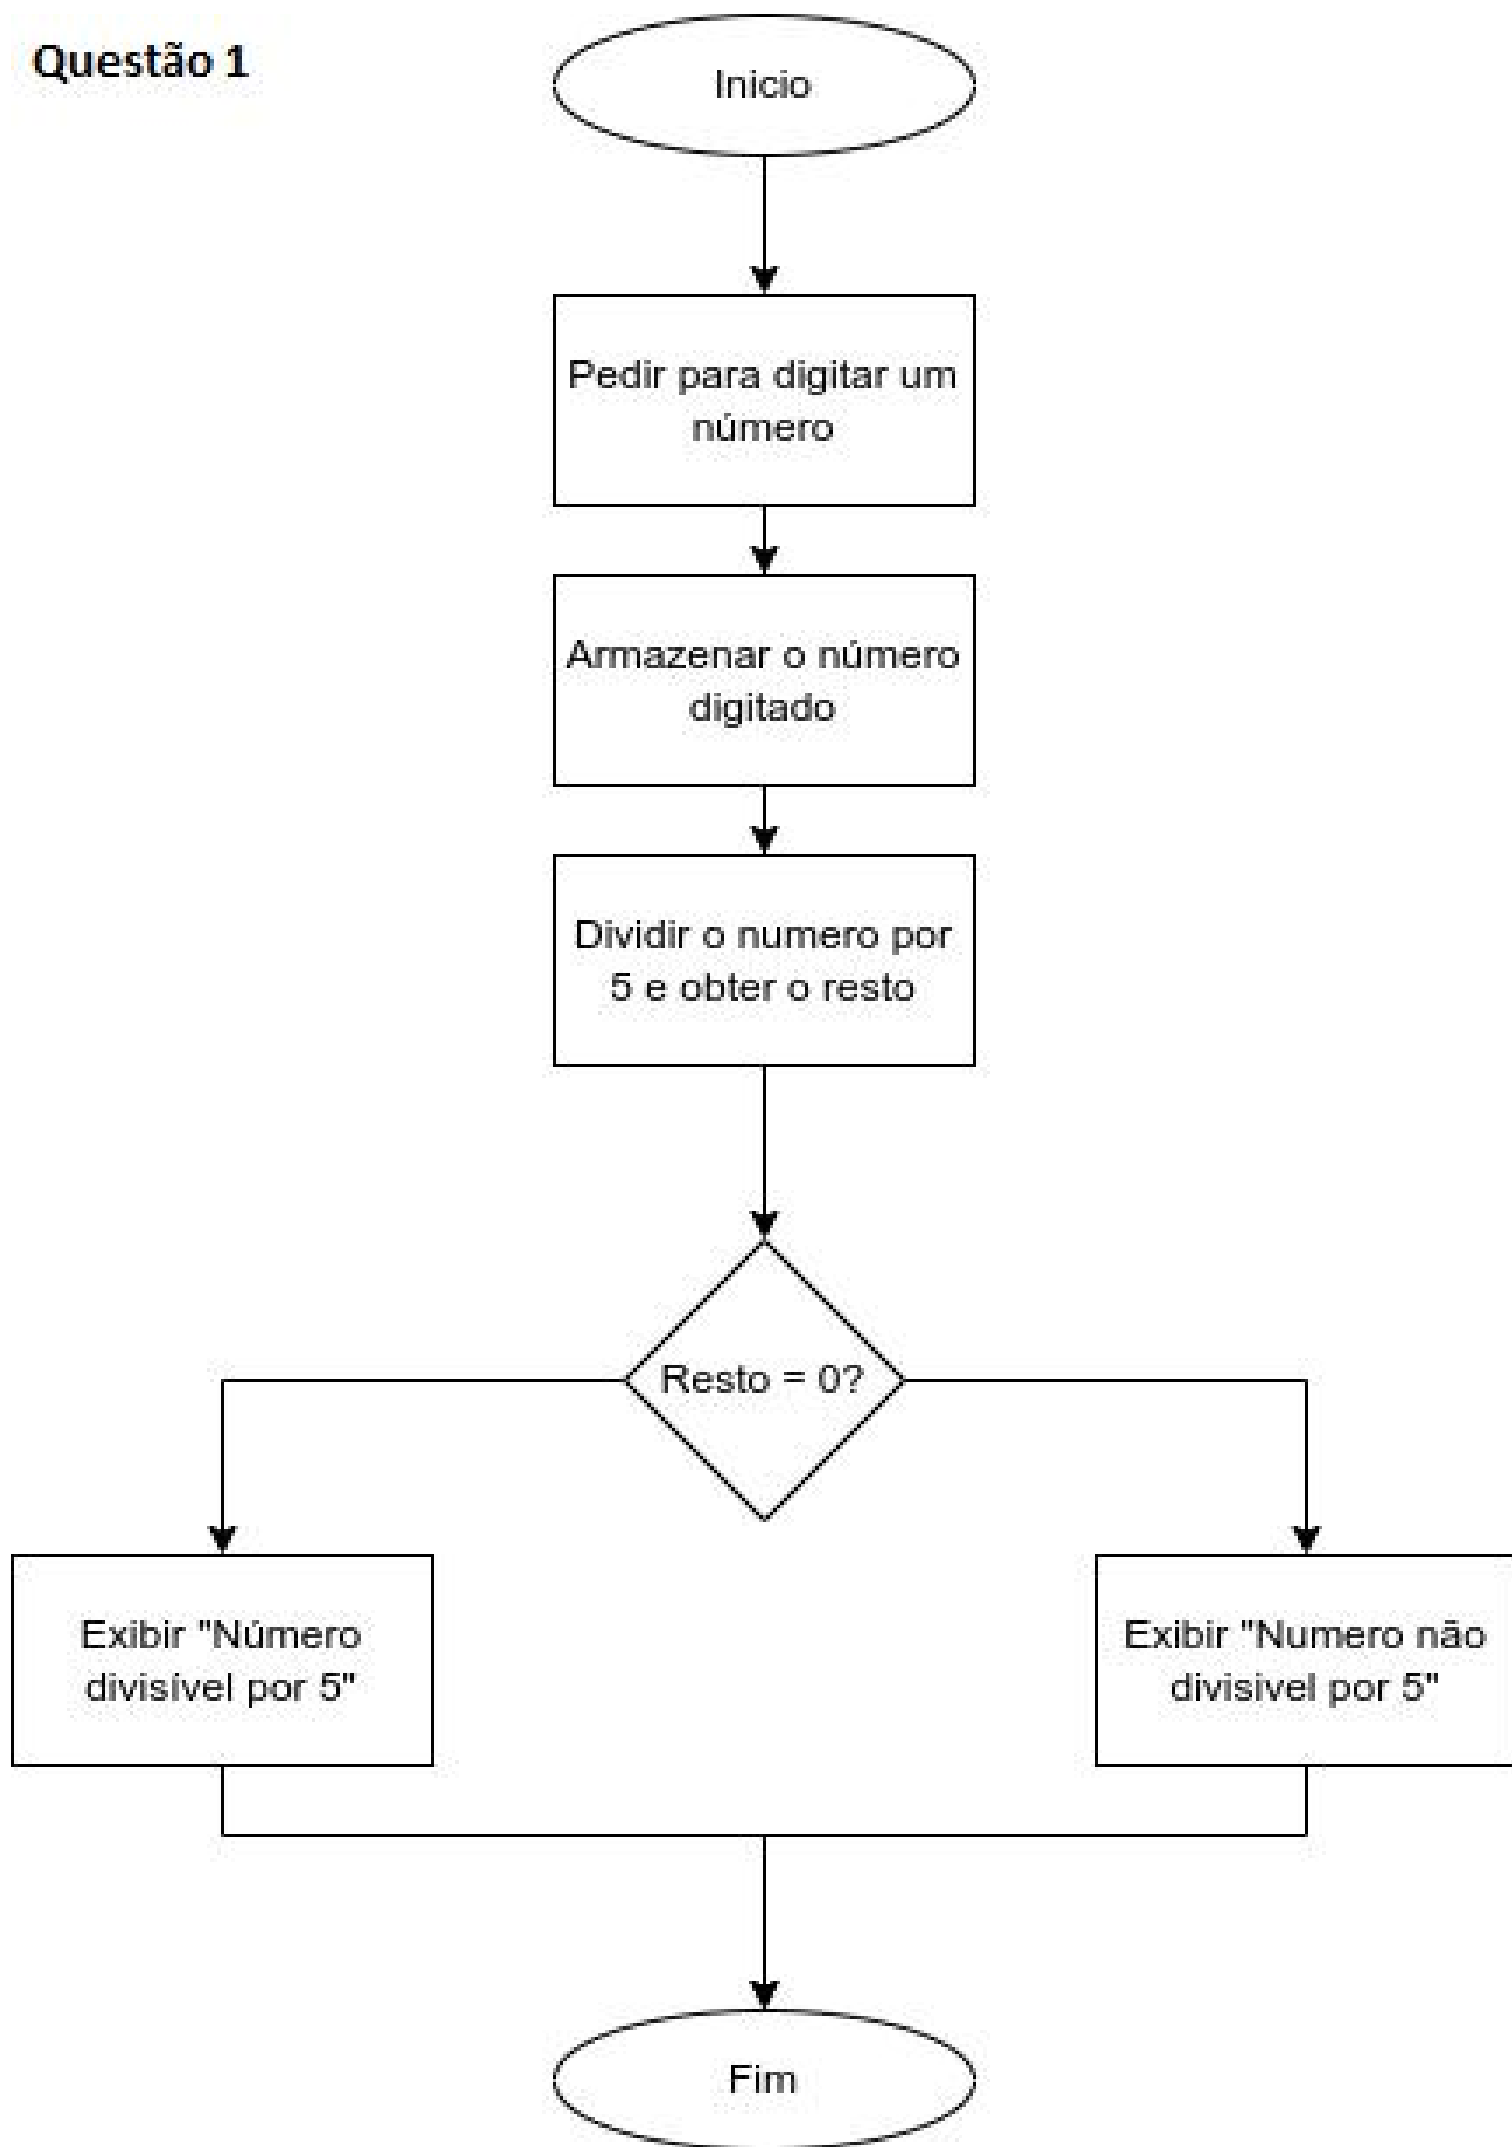 Questão 1
Inicio
Pedir para digitar um
número
Armazenar o número
digitado
Dividir o numero por
5 e obter o resto
Resto = 0?
Exibir "Número
divisível por 5"
Exibir "Numero não
divisivel por 5"
Fim